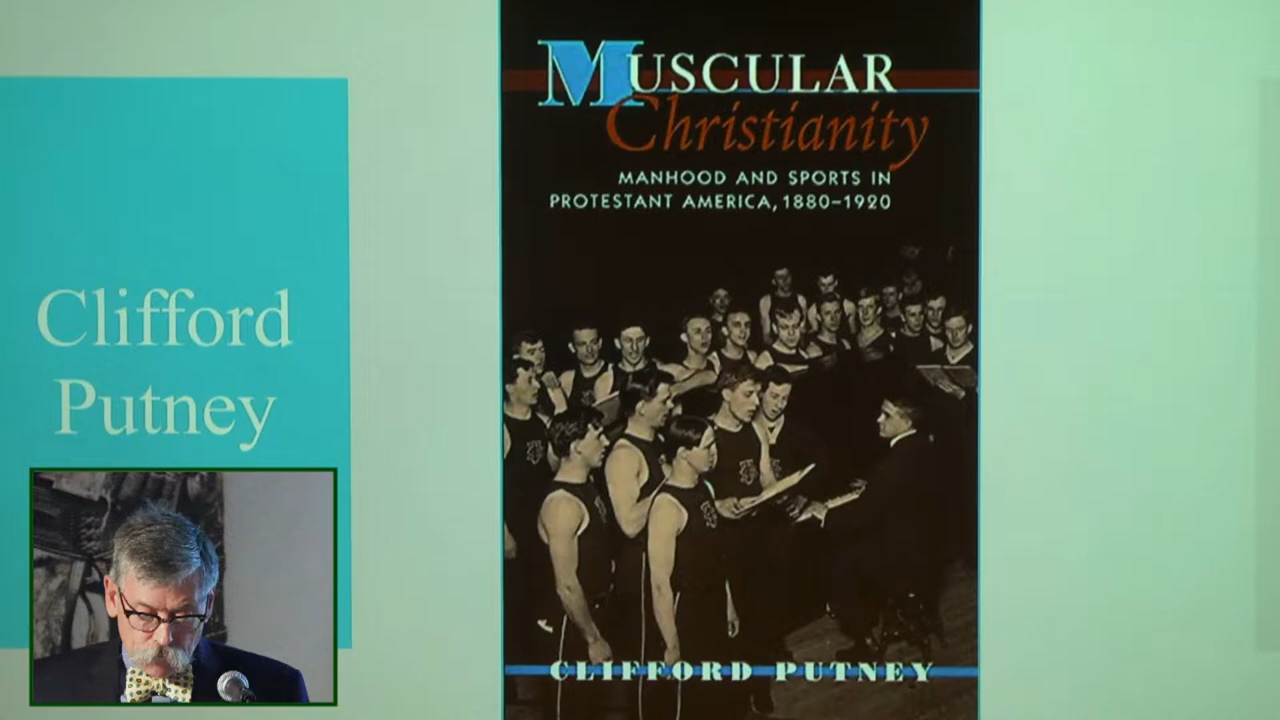 Clifford
Putney
MUSCULAR
Christianity
MANHOOD AND SPORTS IN
PROTESTANT AMERICA, 1880–1920
CLIFFORD PUTNEY